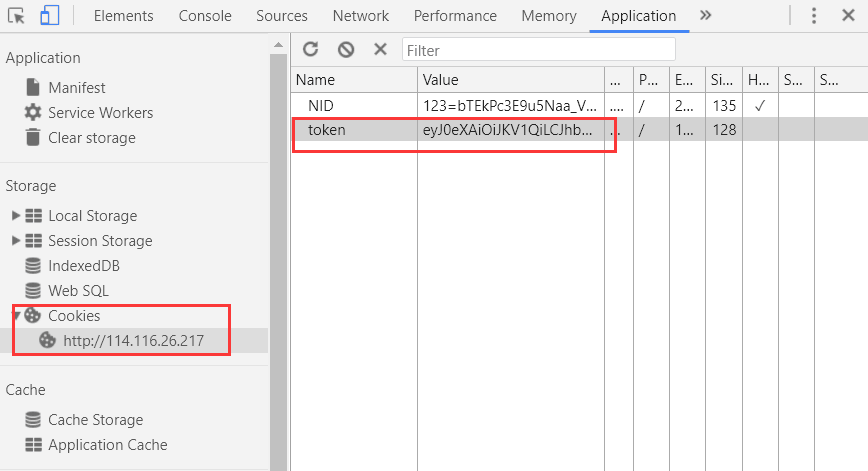 Elements Console Sources Network Performance Memory Application »
Application
Manifest
Service Workers
Clear storage
Storage
Local Storage
Session Storage
IndexedDB
Web SQL
Cookies
http://114.116.26.217
Cache
Cache Storage
Application Cache
Filter
Name Value ... P... E... Si... H... S... S...
NID 123=bTEkPc3E9u5Naa_V... .... / 2... 135 ✓
token eyJ0eXAiOiJKV1QiLCJhb... ... / 1... 128